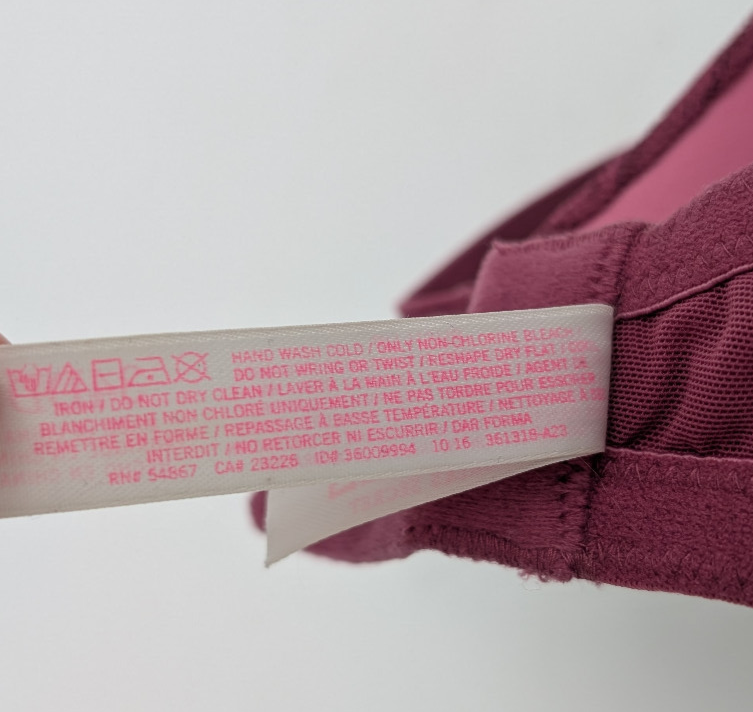 HAND WASH COLD / ONLY NON-CHLORINE BLEACH
DO NOT WRING OR TWIST / RESHAPE DRY FLAT /
IRON / DO NOT DRY CLEAN / LAVER À LA MAIN À L'EAU FROIDE / AGENT DE
BLANCHIMENT NON CHLORÉ UNIQUEMENT / NE PAS TORDRE POUR ESSORER
REMETTRE EN FORME / REPASSAGE À BASSE TEMPÉRATURE / NETTOYAGE À
INTERDIT / NO RETORCER NI ESCURRIR / DAR FORMA
RN# 54867 CA# 23226 ID# 36009994 10 16 361318-A23